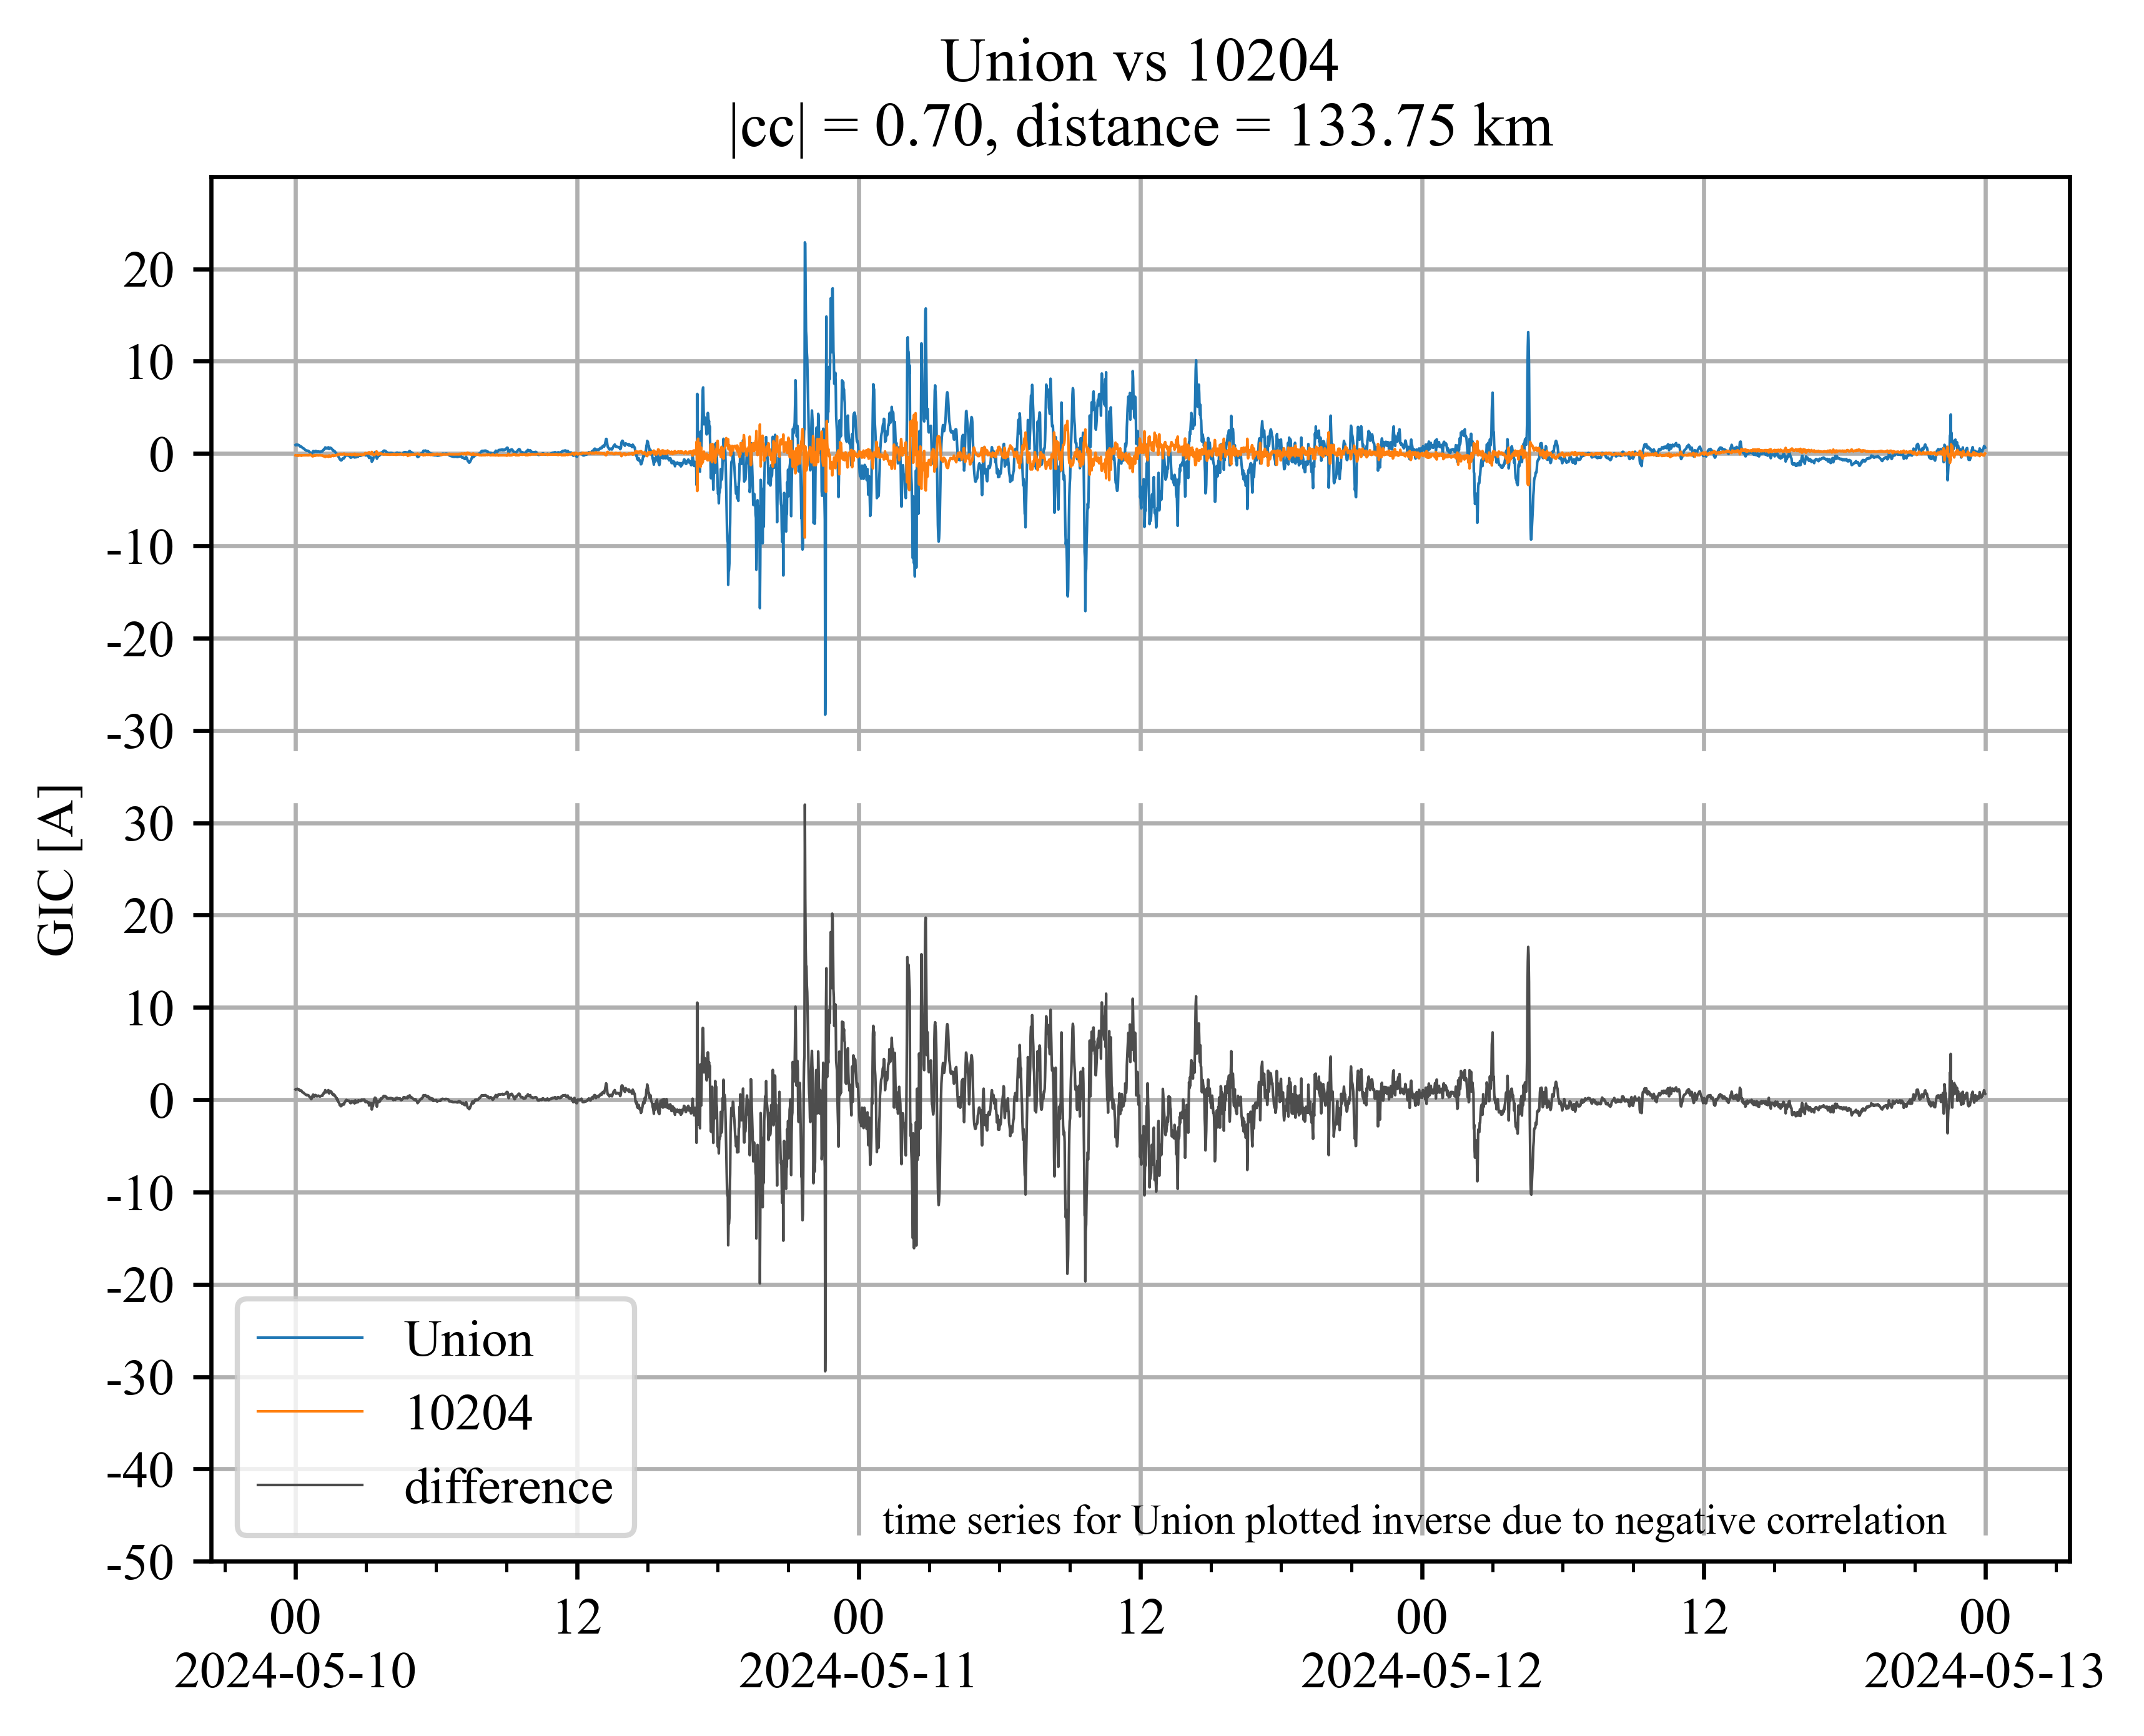 Union vs 10204
|cc| = 0.70, distance = 133.75 km
GIC [A]
20
10
0
-10
-20
-30
30
20
10
0
-10
-20
-30
-40
-50
Union
10204
difference
time series for Union plotted inverse due to negative correlation
00 12 00 12 00 12 00
2024-05-10 2024-05-11 2024-05-12 2024-05-13